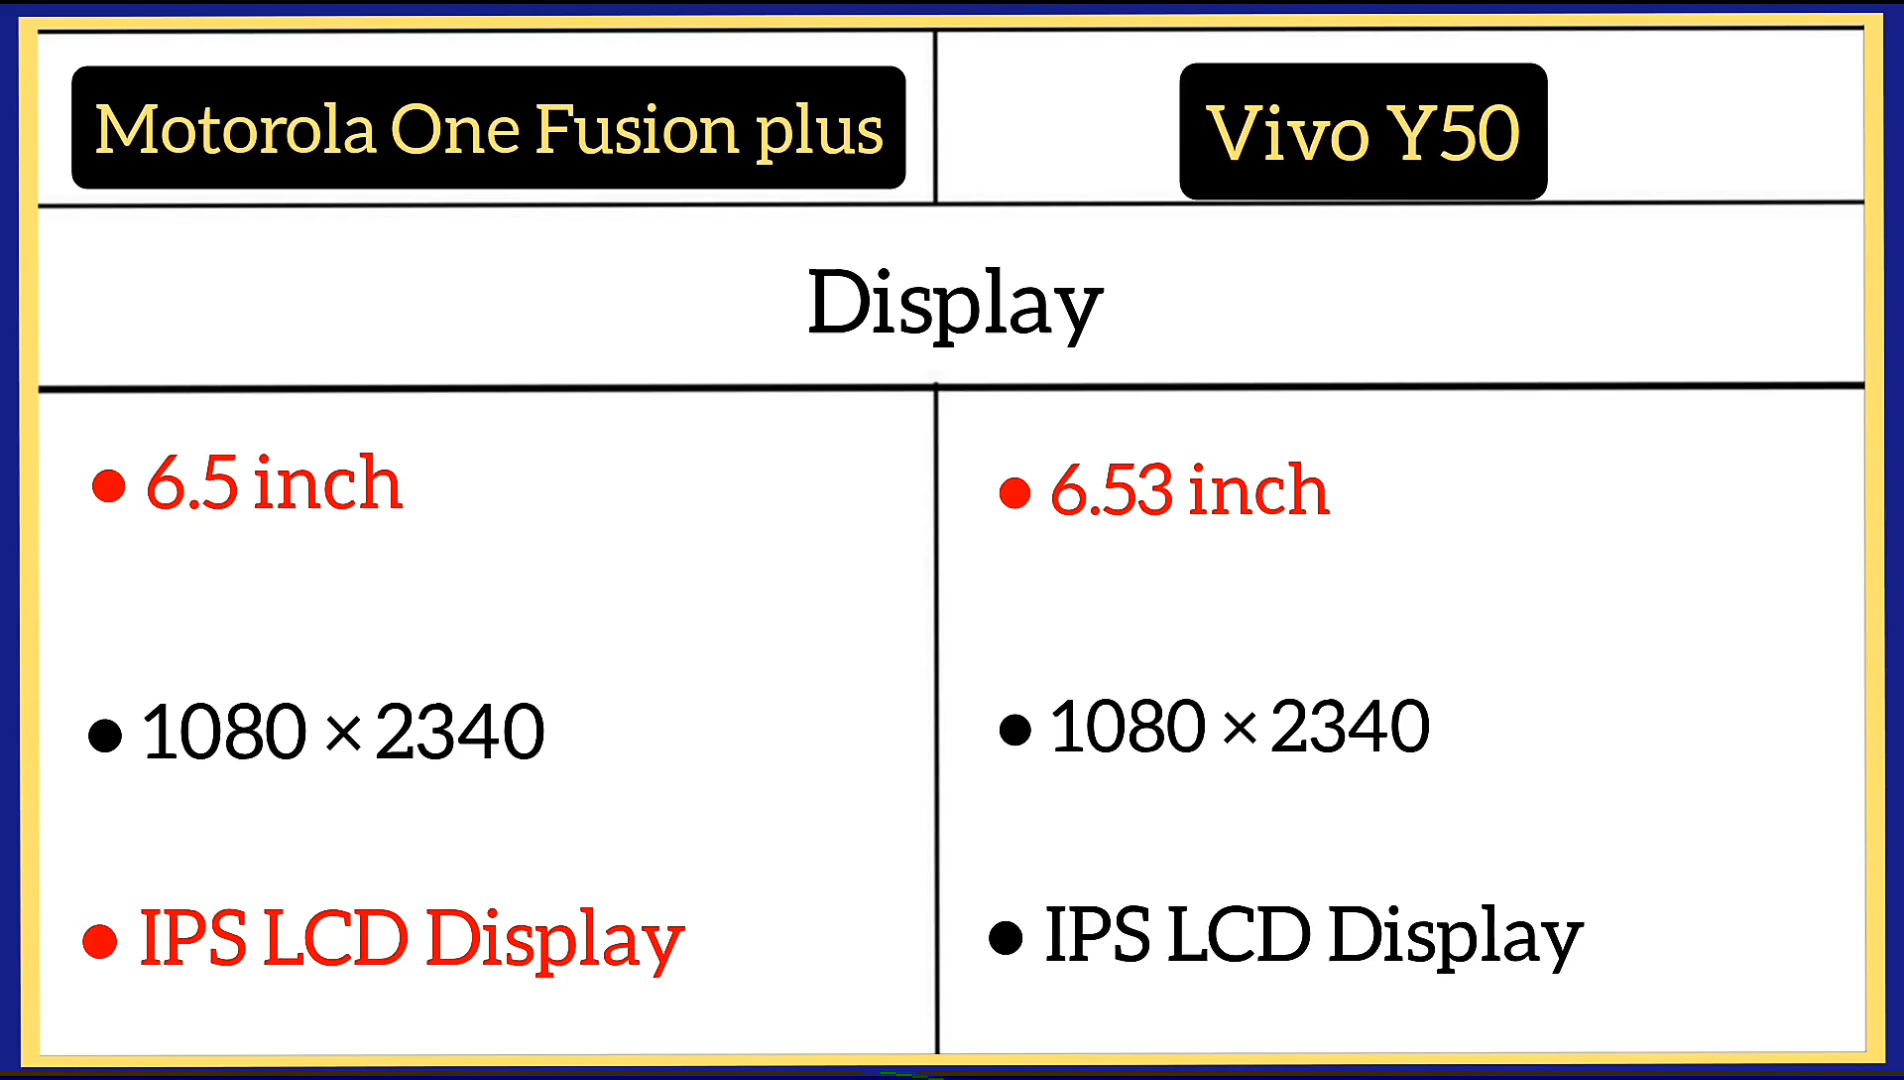 Motorola One Fusion plus
Vivo Y50
Display
• 6.5 inch
• 6.53 inch
• 1080 × 2340
• 1080 × 2340
• IPS LCD Display
• IPS LCD Display